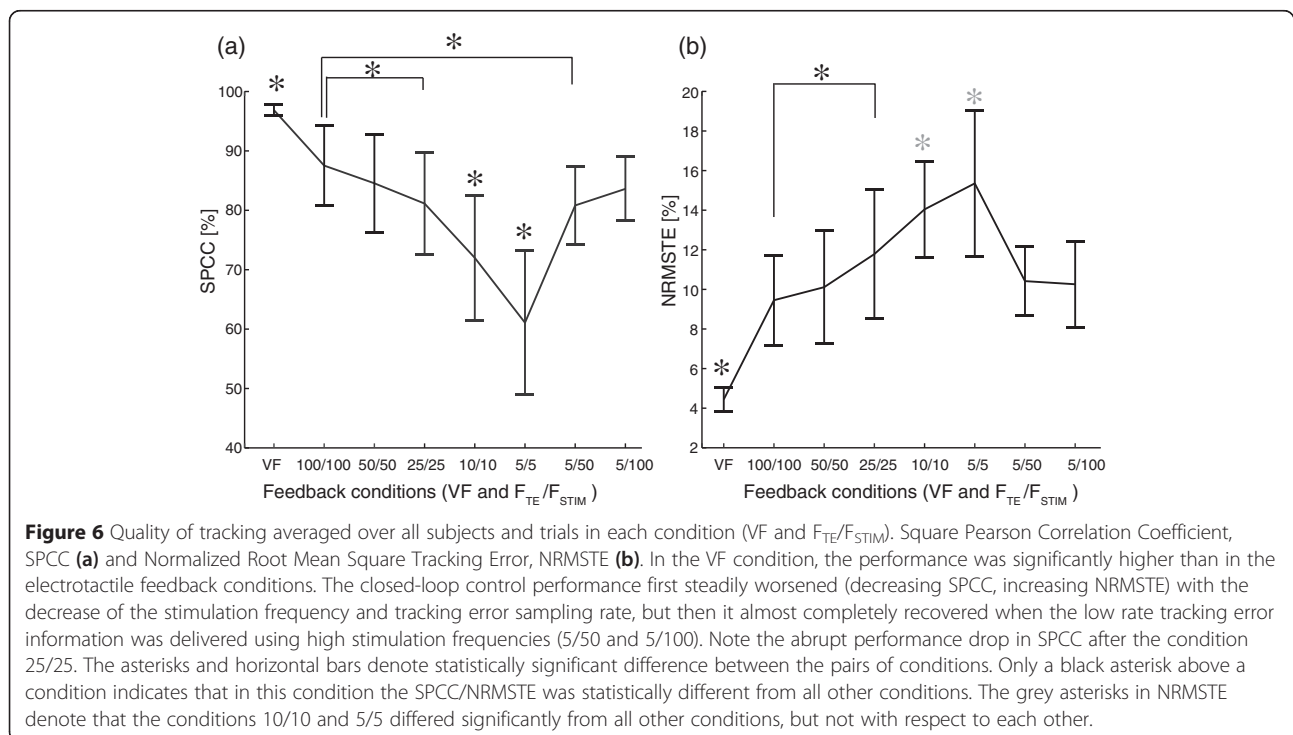 (a)
(b)
*
*
*
*
*
*
*
*
*
SPCC [%]
100
90
80
70
60
50
40
VF 100/100 50/50 25/25 10/10 5/5 5/50 5/100
Feedback conditions (VF and F_TE/F_STIM )
NRMSTE [%]
20
18
16
14
12
10
8
6
4
2
VF 100/100 50/50 25/25 10/10 5/5 5/50 5/100
Feedback conditions (VF and F_TE/F_STIM )
Figure 6 Quality of tracking averaged over all subjects and trials in each condition (VF and F_TE/F_STIM). Square Pearson Correlation Coefficient,
SPCC (a) and Normalized Root Mean Square Tracking Error, NRMSTE (b). In the VF condition, the performance was significantly higher than in the
electrotactile feedback conditions. The closed-loop control performance first steadily worsened (decreasing SPCC, increasing NRMSTE) with the
decrease of the stimulation frequency and tracking error sampling rate, but then it almost completely recovered when the low rate tracking error
information was delivered using high stimulation frequencies (5/50 and 5/100). Note the abrupt performance drop in SPCC after the condition
25/25. The asterisks and horizontal bars denote statistically significant difference between the pairs of conditions. Only a black asterisk above a
condition indicates that in this condition the SPCC/NRMSTE was statistically different from all other conditions. The grey asterisks in NRMSTE
denote that the conditions 10/10 and 5/5 differed significantly from all other conditions, but not with respect to each other.